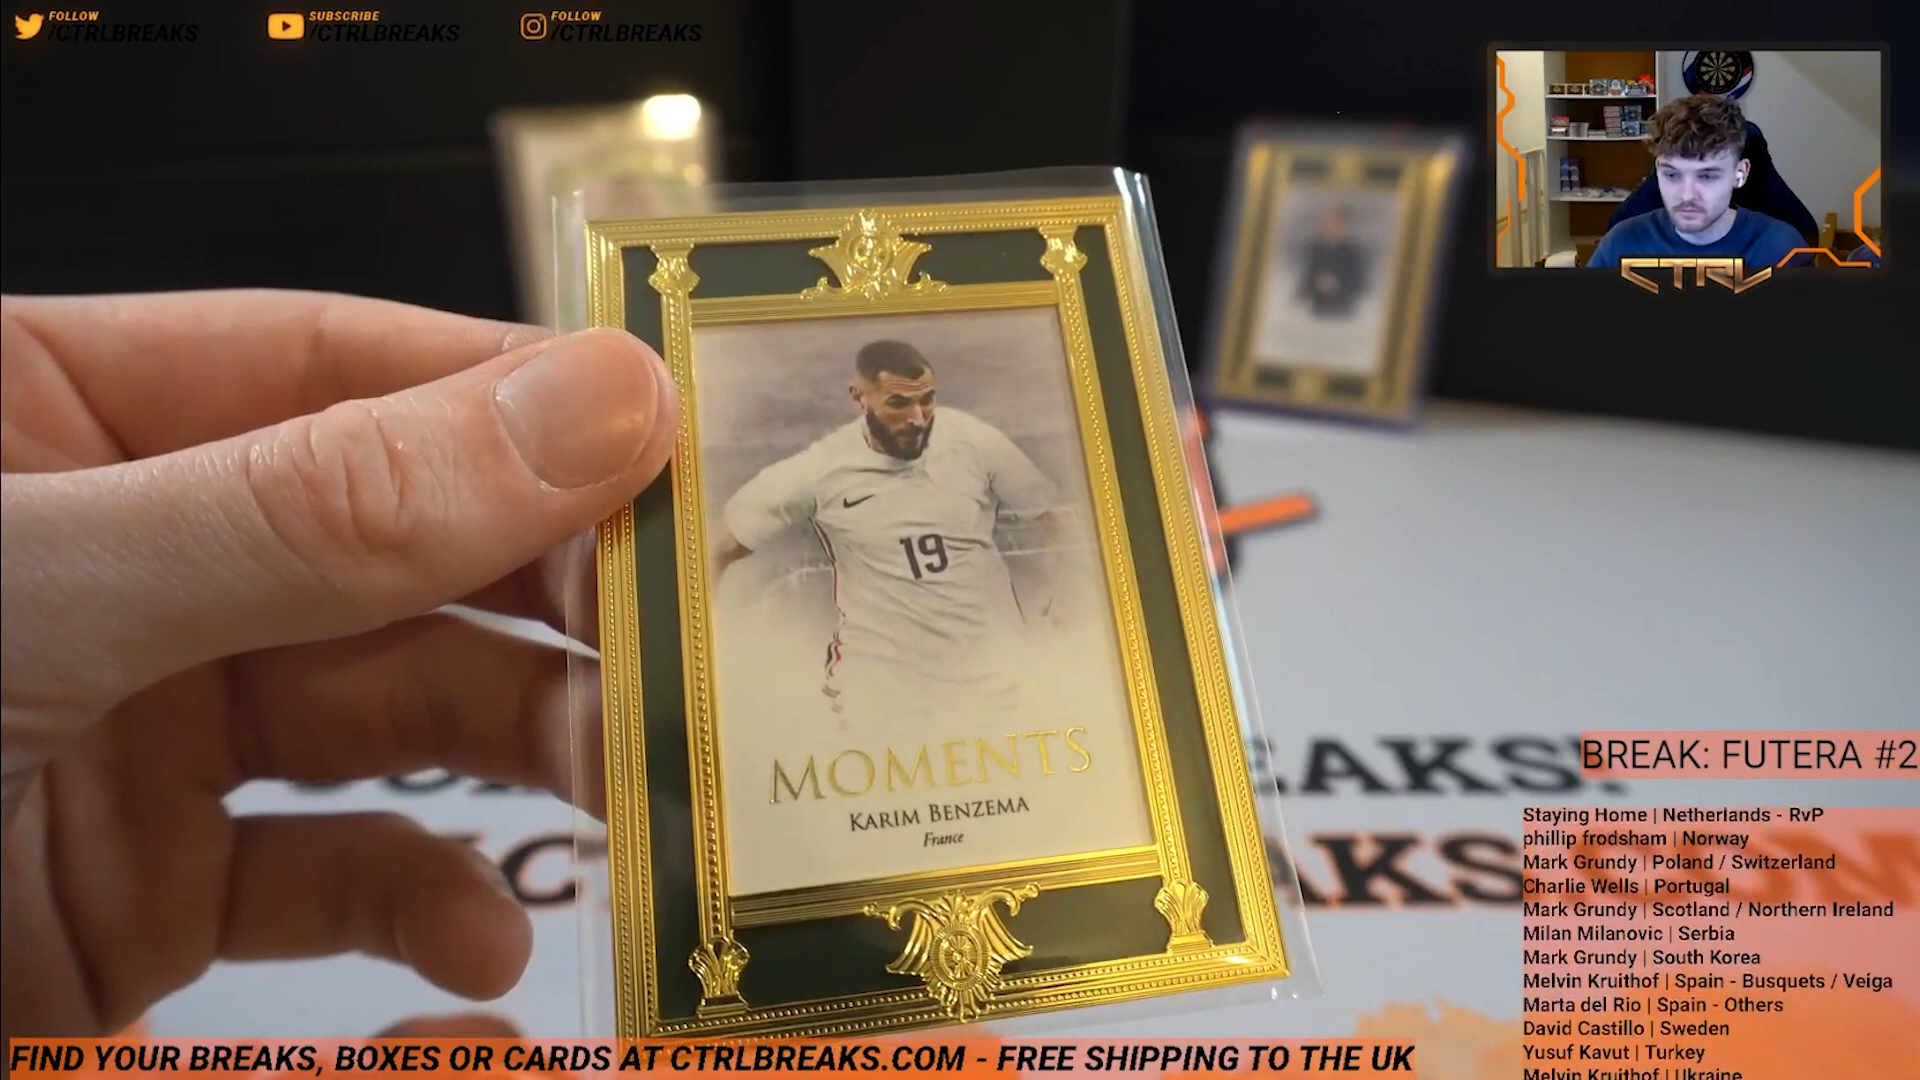 FOLLOW
/CTRLBREAKS
SUBSCRIBE
/CTRLBREAKS
FOLLOW
/CTRLBREAKS
CTRL
19
MOMENTS
KARIM BENZEMA
France
BREAK: FUTERA #2
Staying Home | Netherlands - RvP
phillip frodsham | Norway
Mark Grundy | Poland / Switzerland
Charlie Wells | Portugal
Mark Grundy | Scotland / Northern Ireland
Milan Milanovic | Serbia
Mark Grundy | South Korea
Melvin Kruithof | Spain - Busquets / Veiga
Marta del Rio | Spain - Others
David Castillo | Sweden
Yusuf Kavut | Turkey
Melvin Kruithof | Ukraine
FIND YOUR BREAKS, BOXES OR CARDS AT CTRLBREAKS.COM - FREE SHIPPING TO THE UK